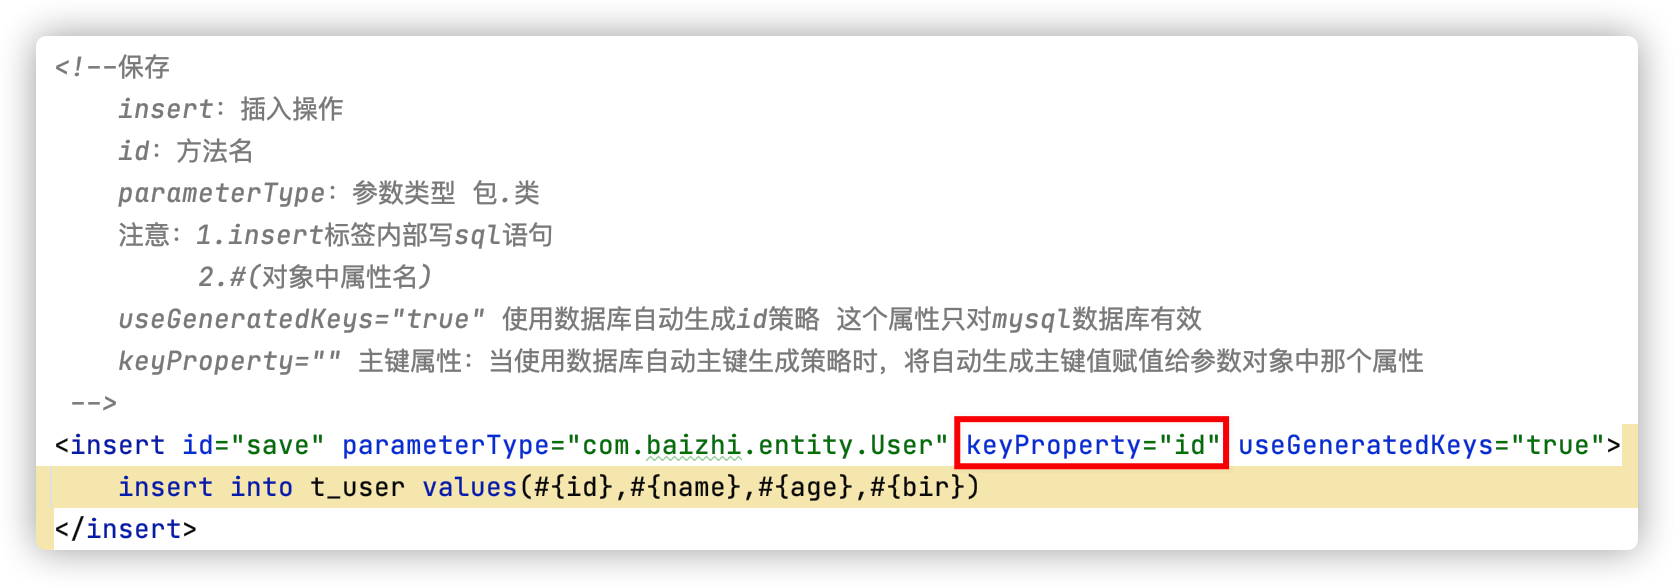 <!--保存
insert：插入操作
id：方法名
parameterType：参数类型 包.类
注意：1.insert标签内部写sql语句
2.#(对象中属性名)
useGeneratedKeys="true" 使用数据库自动生成id策略 这个属性只对mysql数据库有效
keyProperty="" 主键属性：当使用数据库自动主键生成策略时，将自动生成主键值赋值给参数对象中那个属性
-->
<insert id="save" parameterType="com.baizhi.entity.User" keyProperty="id" useGeneratedKeys="true">
insert into t_user values(#{id},#{name},#{age},#{bir})
</insert>